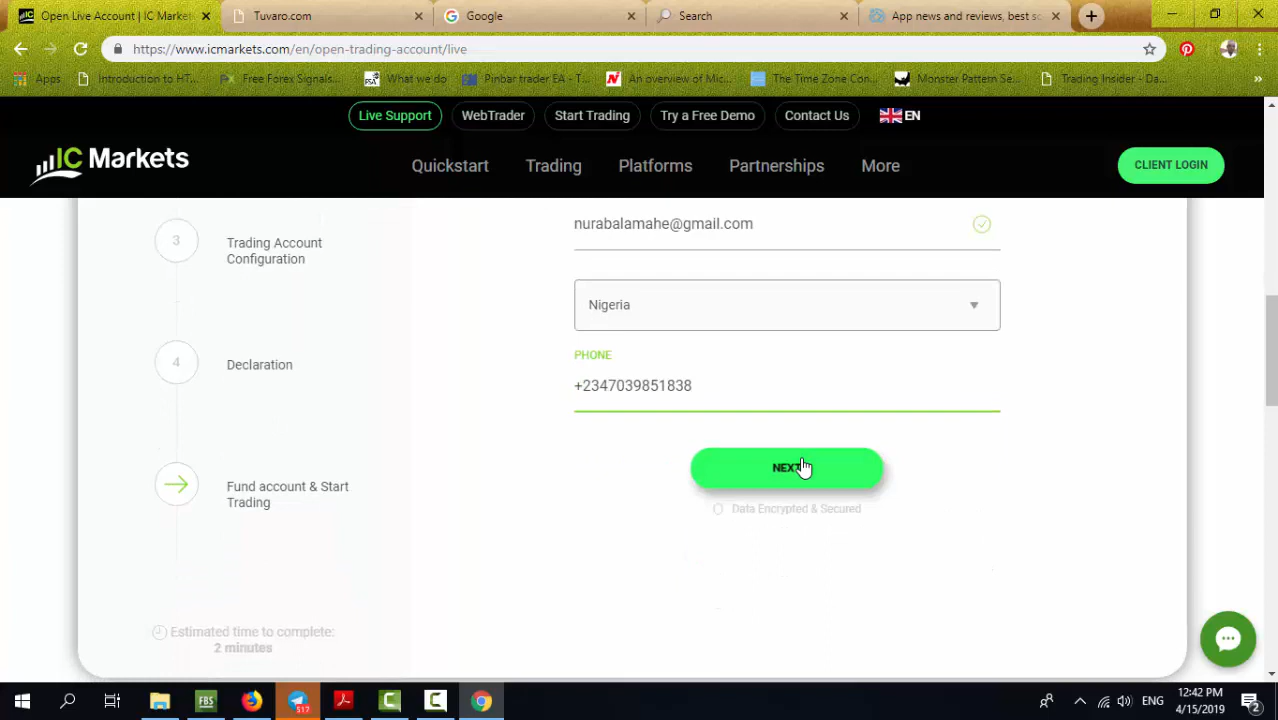 Open Live Account | IC Markets
Tuvaro.com
Google
Search
App news and reviews, best so
https://www.icmarkets.com/en/open-trading-account/live
Apps
Introduction to HT...
Free Forex Signals...
What we do
Pinbar trader EA - T...
An overview of Mic...
The Time Zone Con...
Monster Pattern Se...
Trading Insider - Da...
Live Support
WebTrader
Start Trading
Try a Free Demo
Contact Us
EN
IC Markets
Quickstart
Trading
Platforms
Partnerships
More
CLIENT LOGIN
nurabalamahe@gmail.com
3
Trading Account
Configuration
Nigeria
PHONE
+2347039851838
4
Declaration
NEXT
Data Encrypted & Secured
Fund account & Start
Trading
Estimated time to complete:
2 minutes
FBS
517
ENG
12:42 PM
4/15/2019
2